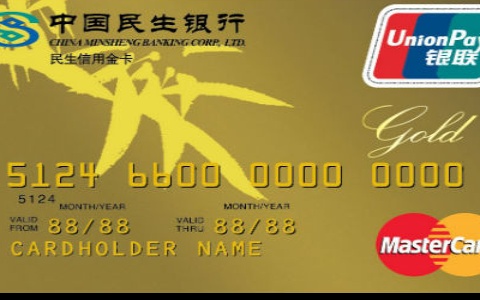 中国民生银行
CHINA MINSHENG BANKING CORP., LTD.
民生信用金卡
UnionPay
银联
Gold
5124 6600 0000 0000
5124
MONTH/YEAR MONTH/YEAR
VALID FROM 88/88 VALID THRU 88/88
CARDHOLDER NAME
MasterCar